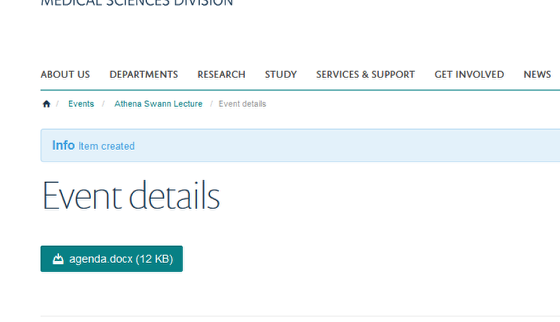 MEDICAL SCIENCES DIVISION
ABOUT US DEPARTMENTS RESEARCH STUDY SERVICES & SUPPORT GET INVOLVED NEWS
/ Events / Athena Swann Lecture / Event details
Info Item created
Event details
agenda.docx (12 KB)